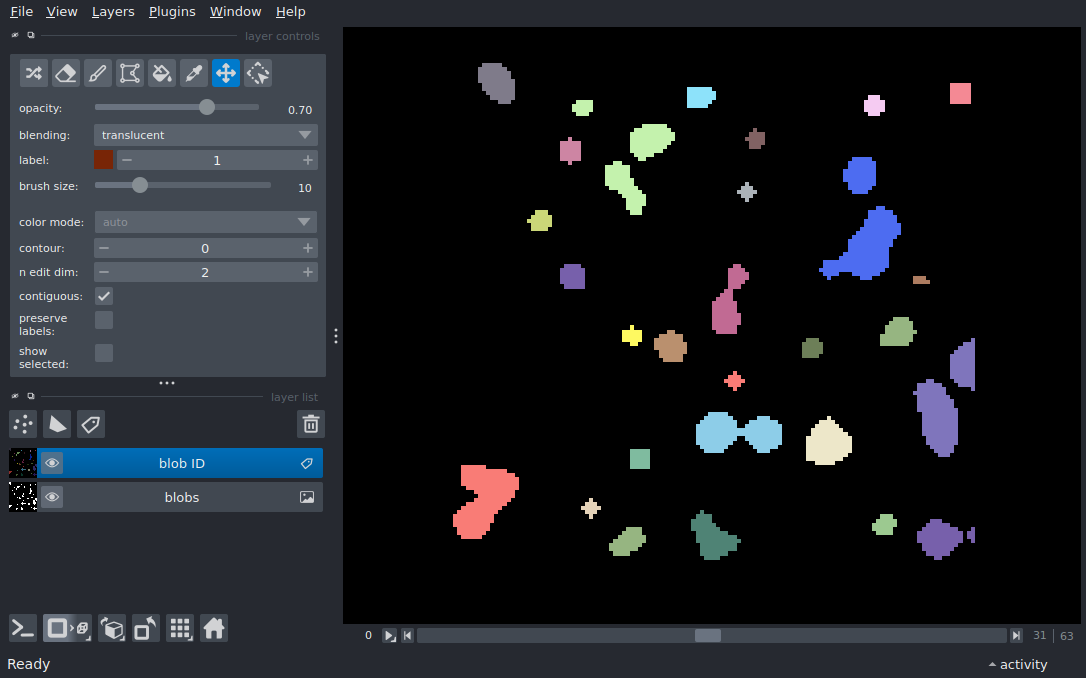 File View Layers Plugins Window Help
layer controls
opacity: 0.70
blending: translucent
label: 1
brush size: 10
color mode: auto
contour: 0
n edit dim: 2
contiguous:
preserve
labels:
show
selected:
layer list
blob ID
blobs
0 31 | 63
Ready activity